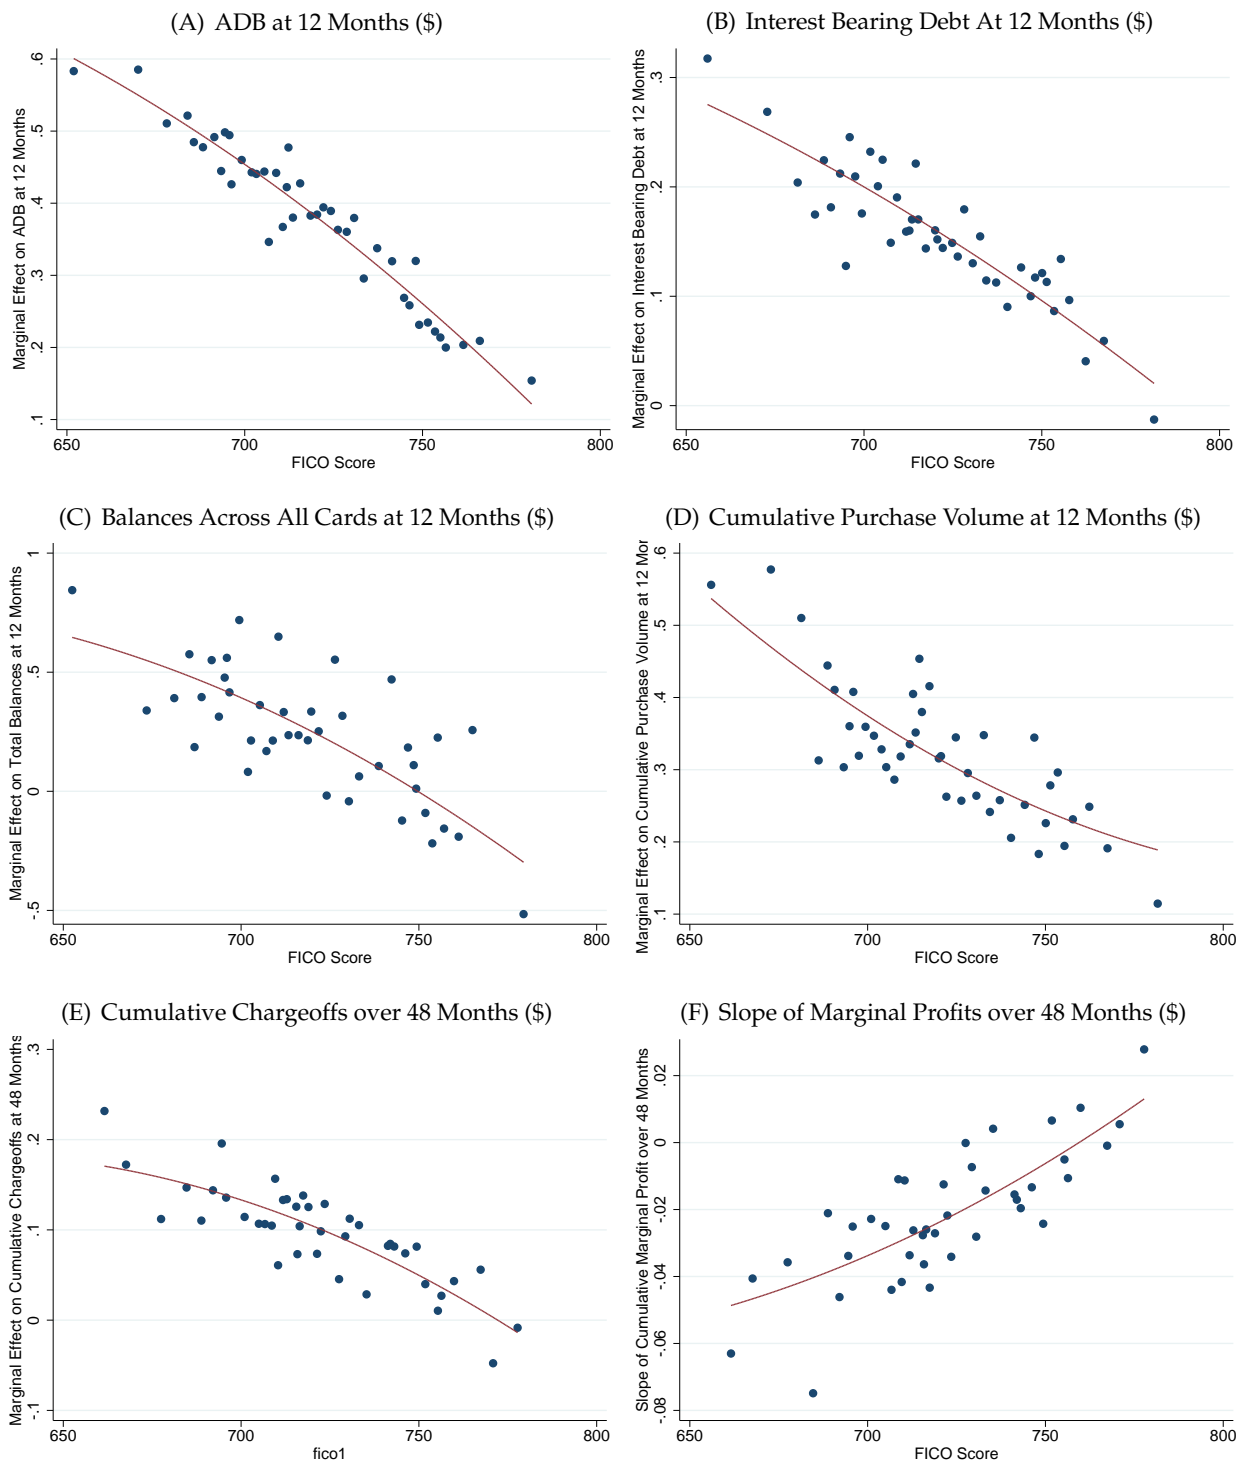 (A) ADB at 12 Months ($)
Marginal Effect on ADB at 12 Months
.6
.5
.4
.3
.2
.1
650 700 750 800
FICO Score
(B) Interest Bearing Debt At 12 Months ($)
Marginal Effect on Interest Bearing Debt at 12 Months
.3
.2
.1
0
650 700 750 800
FICO Score
(C) Balances Across All Cards at 12 Months ($)
Marginal Effect on Total Balances at 12 Months
1
.5
0
-.5
650 700 750 800
FICO Score
(D) Cumulative Purchase Volume at 12 Months ($)
Marginal Effect on Cumulative Purchase Volume at 12 Mor
.6
.5
.4
.3
.2
.1
650 700 750 800
FICO Score
(E) Cumulative Chargeoffs over 48 Months ($)
Marginal Effect on Cumulative Chargeoffs at 48 Months
.3
.2
.1
0
-.1
650 700 750 800
fico1
(F) Slope of Marginal Profits over 48 Months ($)
Slope of Cumulative Marginal Profit over 48 Months
.02
0
-.02
-.04
-.06
-.08
650 700 750 800
FICO Score